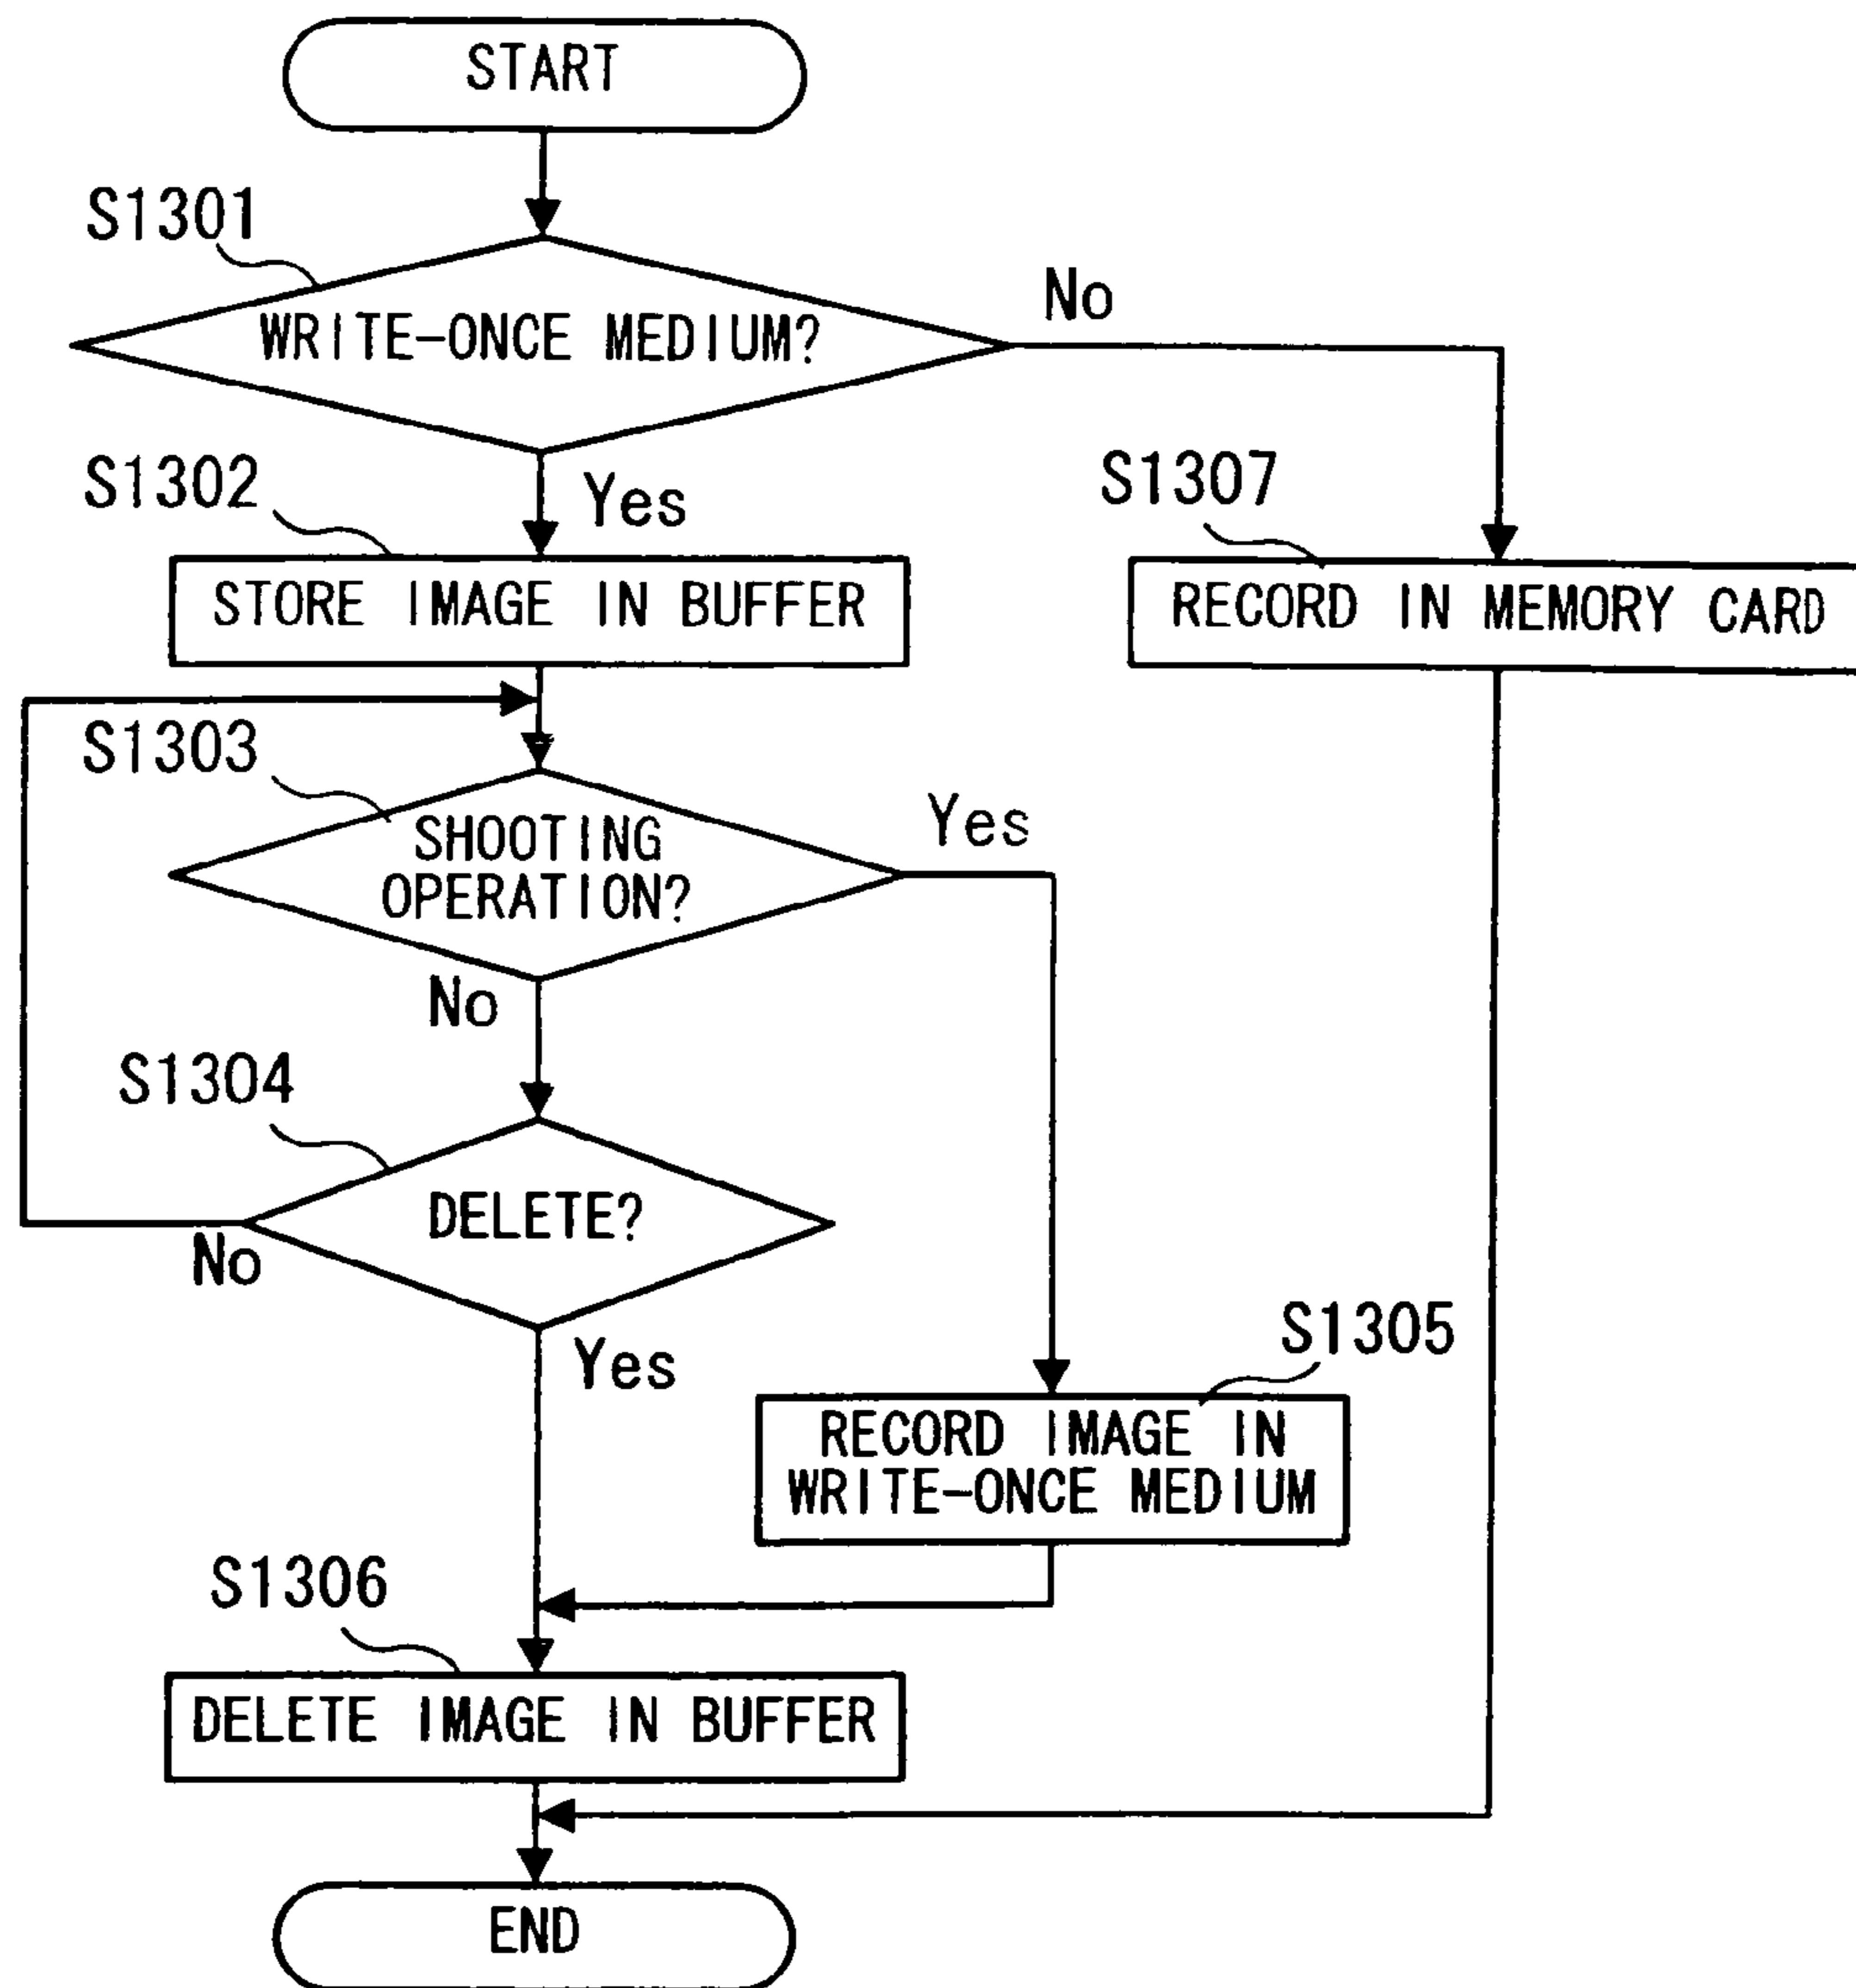 START
S1301
WRITE-ONCE MEDIUM?
No
S1302
Yes
S1307
STORE IMAGE IN BUFFER
RECORD IN MEMORY CARD
S1303
SHOOTING
OPERATION?
Yes
No
S1304
DELETE?
No
Yes
S1305
RECORD IMAGE IN
WRITE-ONCE MEDIUM
S1306
DELETE IMAGE IN BUFFER
END